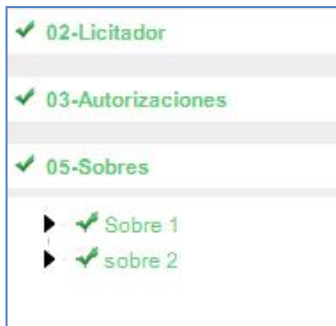 02-Licitador
03-Autorizaciones
05-Sobres
Sobre 1
sobre 2